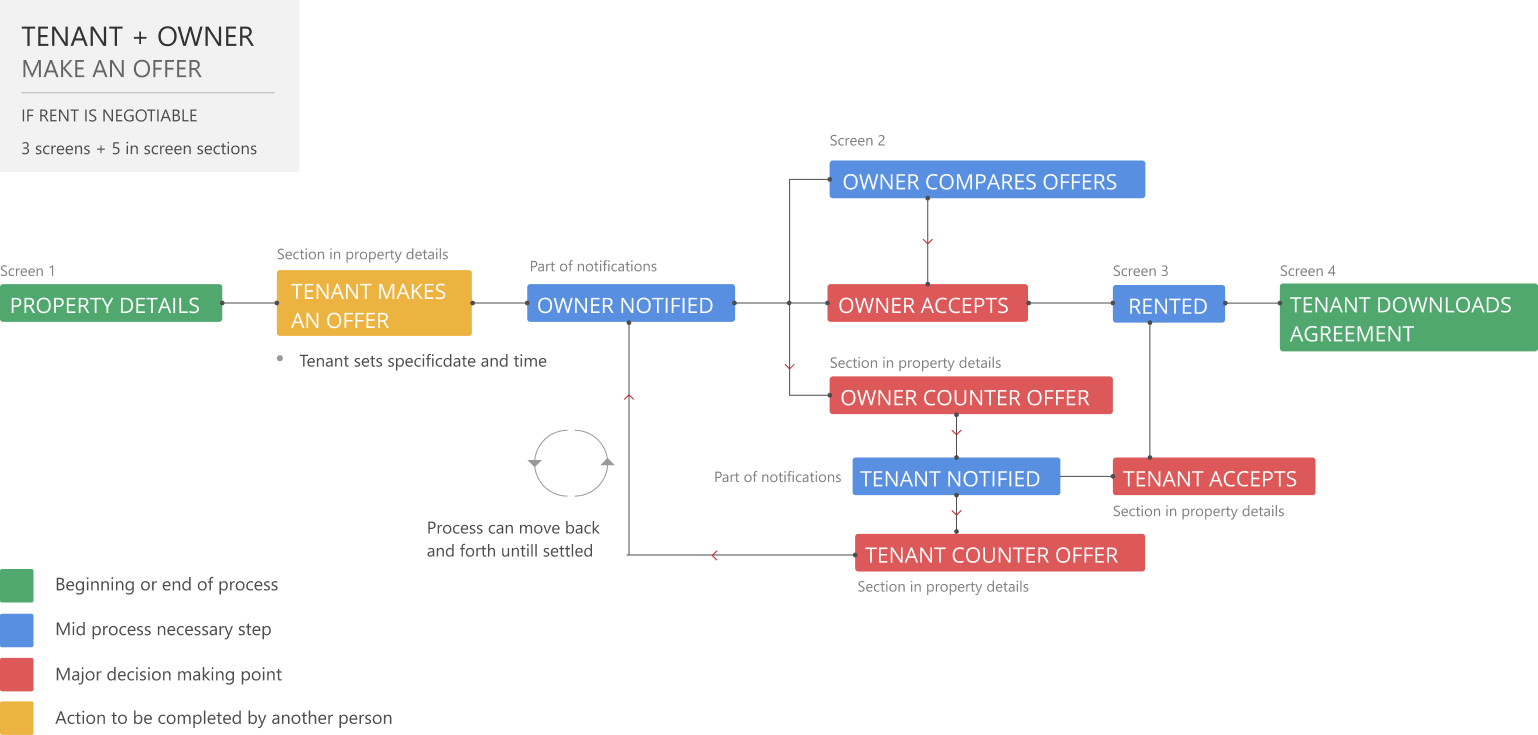 TENANT + OWNER
MAKE AN OFFER
IF RENT IS NEGOTIABLE
3 screens + 5 in screen sections
Screen 2
OWNER COMPARES OFFERS
Screen 1
PROPERTY DETAILS
Section in property details
TENANT MAKES
AN OFFER
Tenant sets specificdate and time
Part of notifications
OWNER NOTIFIED
OWNER ACCEPTS
Screen 3
RENTED
Screen 4
TENANT DOWNLOADS
AGREEMENT
Section in property details
OWNER COUNTER OFFER
Part of notifications
TENANT NOTIFIED
TENANT ACCEPTS
Section in property details
TENANT COUNTER OFFER
Section in property details
Process can move back
and forth untill settled
Beginning or end of process
Mid process necessary step
Major decision making point
Action to be completed by another person